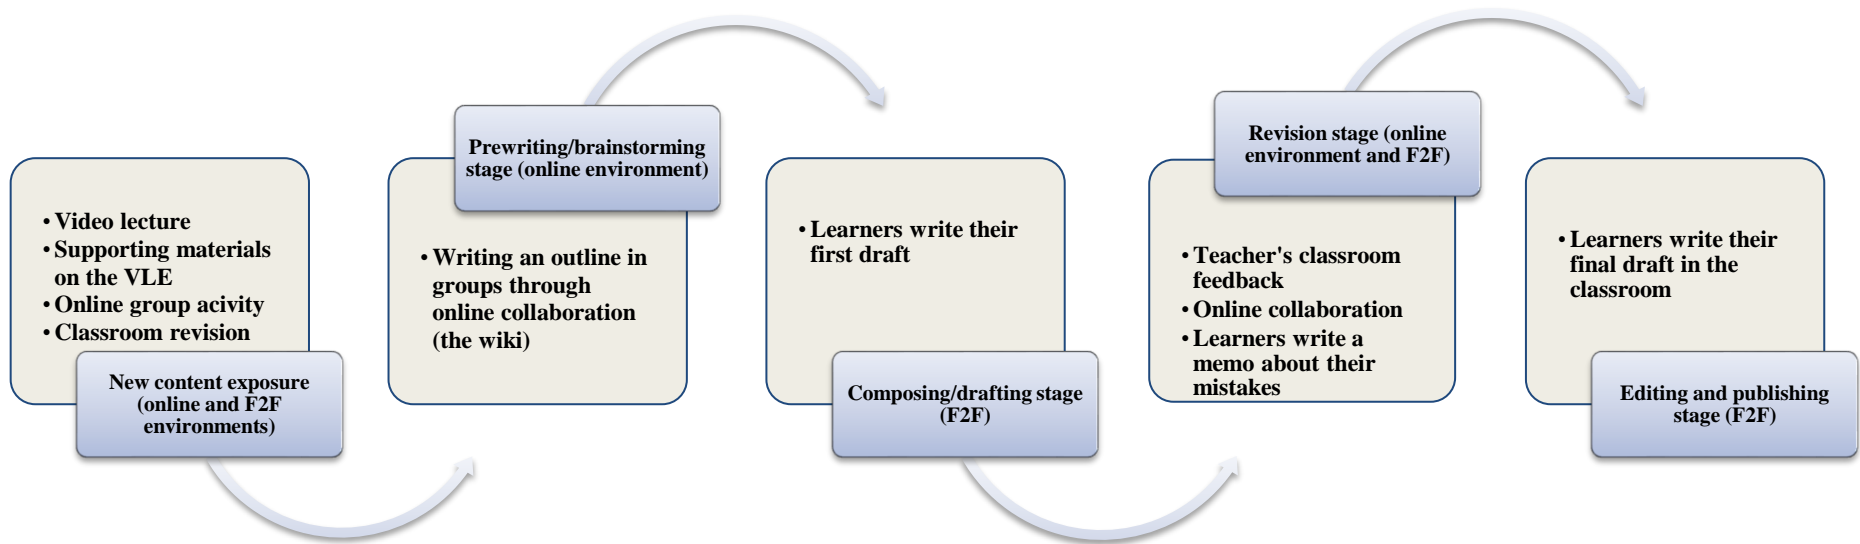 • Video lecture
• Supporting materials
on the VLE
• Online group acivity
• Classroom revision
New content exposure
(online and F2F
environments)
Prewriting/brainstorming
stage (online environment)
• Writing an outline in
groups through
online collaboration
(the wiki)
• Learners write their
first draft
Composing/drafting stage
(F2F)
Revision stage (online
environment and F2F)
• Teacher's classroom
feedback
• Online collaboration
• Learners write a
memo about their
mistakes
• Learners write their
final draft in the
classroom
Editing and publishing
stage (F2F)